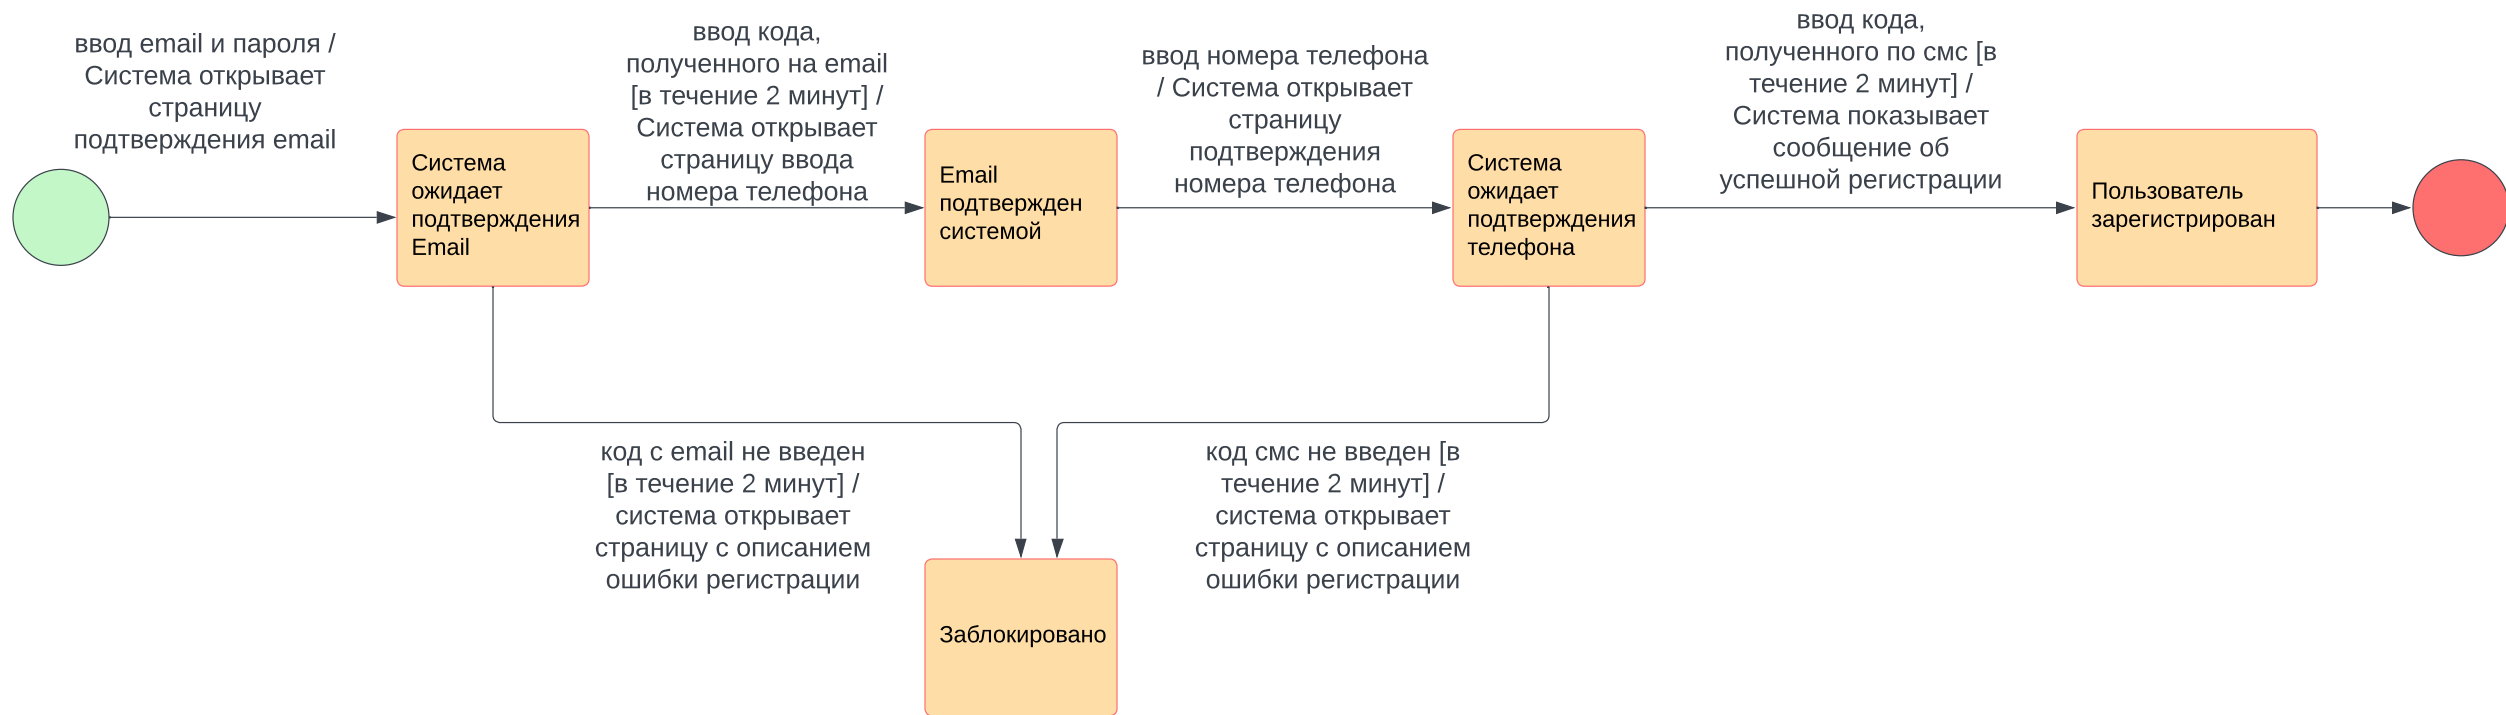 ввод email и пароля /
Система открывает
страницу
подтверждения email
Система
ожидает
подтверждения
Email
ввод кода,
полученного на email
[в течение 2 минут] /
Система открывает
страницу ввода
номера телефона
Email
подтвержден
системой
ввод номера телефона
/ Система открывает
страницу
подтверждения
номера телефона
Система
ожидает
подтверждения
телефона
ввод кода,
полученного по смс [в
течение 2 минут] /
Система показывает
сообщение об
успешной регистрации
Пользователь
зарегистрирован
код с email не введен
[в течение 2 минут] /
система открывает
страницу с описанием
ошибки регистрации
код смс не введен [в
течение 2 минут] /
система открывает
страницу с описанием
ошибки регистрации
Заблокировано